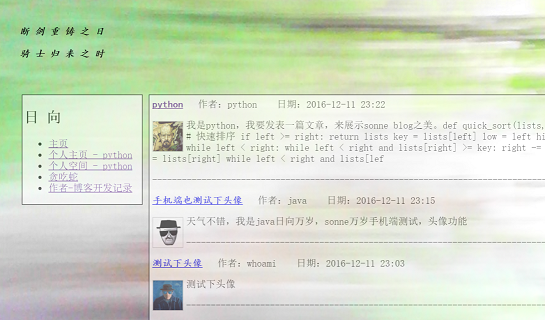 断剑重铸之日
骑士归来之时
日 向
主页
个人主页 - python
个人空间 - python
贪吃蛇
作者-博客开发记录
python 作者: python 日期: 2016-12-11 23:22
我是python, 我要发表一篇文章, 来展示sonne blog之美。def quick_sort(lists,
# 快速排序 if left >= right: return lists key = lists[left] low = left hi
while left < right: while left < right and lists[right] >= key: right -=
= lists[right] while left < right and lists[lef
手机端也测试下头像 作者: java 日期: 2016-12-11 23:15
天气不错, 我是java日向万岁, sonne万岁手机端测试, 头像功能
测试下头像 作者: whoami 日期: 2016-12-11 23:03
测试下头像